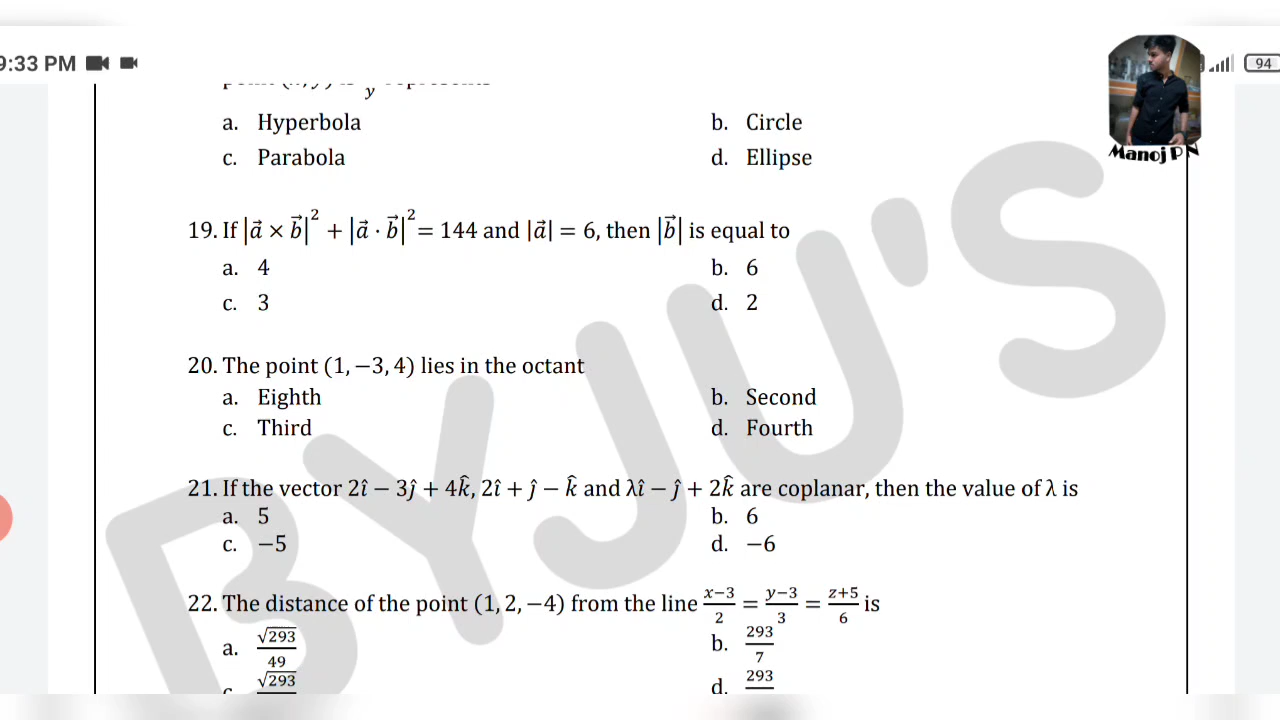 9:33 PM
94
Manoj P N
y
a. Hyperbola b. Circle
c. Parabola d. Ellipse
19. If |a⃗ × b⃗|² + |a⃗ · b⃗|² = 144 and |a⃗| = 6, then |b⃗| is equal to
a. 4 b. 6
c. 3 d. 2
20. The point (1, −3, 4) lies in the octant
a. Eighth b. Second
c. Third d. Fourth
21. If the vector 2î − 3ĵ + 4k̂, 2î + ĵ − k̂ and λî − ĵ + 2k̂ are coplanar, then the value of λ is
a. 5 b. 6
c. −5 d. −6
22. The distance of the point (1, 2, −4) from the line (x−3)/2 = (y−3)/3 = (z+5)/6 is
a. √293/49 b. 293/7
c. √293 d. 293
BYJU'S